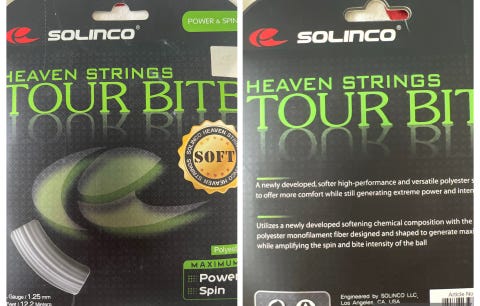 SOLINCO
POWER & SPIN
HEAVEN STRINGS
TOUR BITE
SOLINCO HEAVEN STRINGS
SOFT
Gauge / 1.25 mm
12.2 Meters
MAXIMUM
Power
Spin
SOLINCO
HEAVEN STRINGS
TOUR BIT
A newly developed, softer high-performance and versatile polyester s
to offer more comfort while still generating extreme power and inten
Utilizes a newly developed softening chemical composition with the
polyester monofilament fiber designed and shaped to generate maxi
while amplifying the spin and bite intensity of the ball
Engineered by SOLINCO LLC,
Los Angeles, CA, USA
Article No